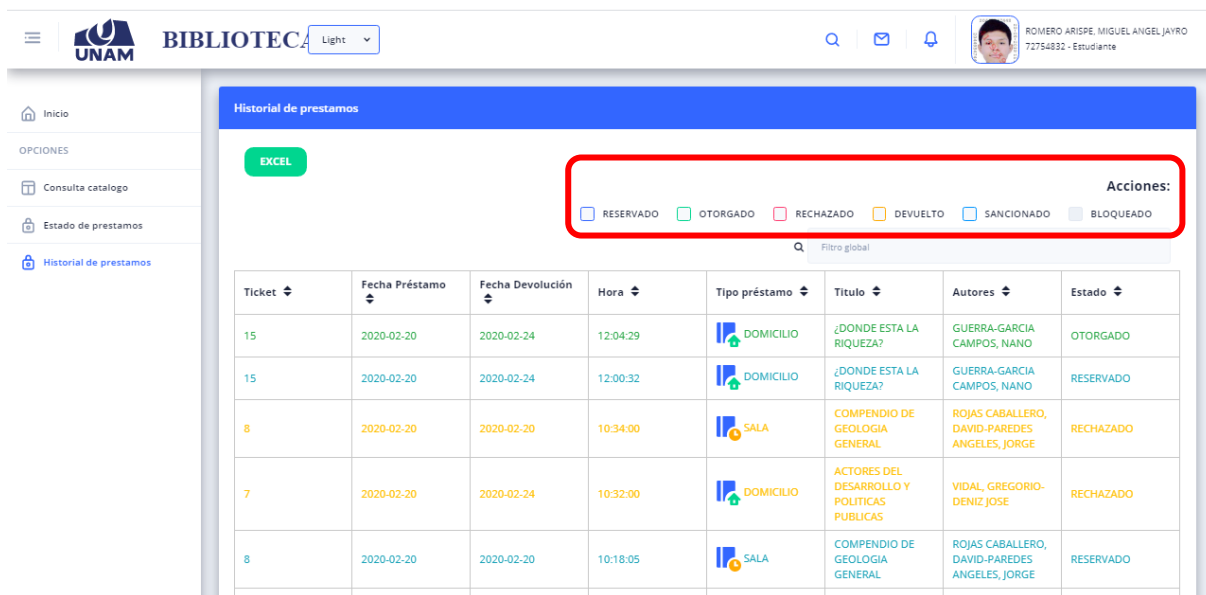 UNAM
BIBLIOTECA
Light
ROMERO ARISPE, MIGUEL ANGEL JAYRO
72754832 - Estudiante
Inicio
OPCIONES
Consulta catalogo
Estado de prestamos
Historial de prestamos
Historial de prestamos
EXCEL
Acciones:
RESERVADO OTORGADO RECHAZADO DEVUELTO SANCIONADO BLOQUEADO
Filtro global
Ticket Fecha Préstamo Fecha Devolución Hora Tipo préstamo Titulo Autores Estado
15 2020-02-20 2020-02-24 12:04:29 DOMICILIO ¿DONDE ESTA LA RIQUEZA? GUERRA-GARCIA CAMPOS, NANO OTORGADO
15 2020-02-20 2020-02-24 12:00:32 DOMICILIO ¿DONDE ESTA LA RIQUEZA? GUERRA-GARCIA CAMPOS, NANO RESERVADO
8 2020-02-20 2020-02-20 10:34:00 SALA COMPENDIO DE GEOLOGIA GENERAL ROJAS CABALLERO, DAVID-PAREDES ANGELES, JORGE RECHAZADO
7 2020-02-20 2020-02-24 10:32:00 DOMICILIO ACTORES DEL DESARROLLO Y POLITICAS PUBLICAS VIDAL, GREGORIO-DENIZ JOSE RECHAZADO
8 2020-02-20 2020-02-20 10:18:05 SALA COMPENDIO DE GEOLOGIA GENERAL ROJAS CABALLERO, DAVID-PAREDES ANGELES, JORGE RESERVADO